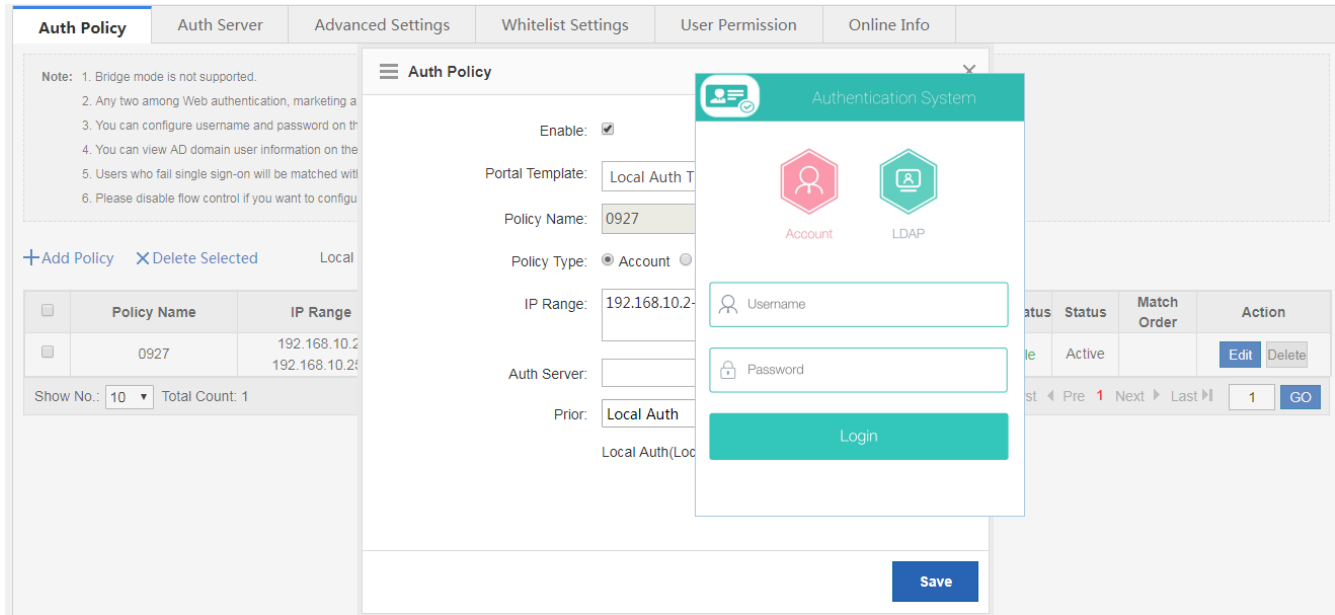 Auth Policy Auth Server Advanced Settings Whitelist Settings User Permission Online Info
Note: 1. Bridge mode is not supported.
2. Any two among Web authentication, marketing a
3. You can configure username and password on th
4. You can view AD domain user information on the
5. Users who fail single sign-on will be matched wit
6. Please disable flow control if you want to configu
Add Policy Delete Selected Local
Policy Name IP Range Status Match Order Action
0927 192.168.10.2 Active Edit Delete
192.168.10.25
Show No.: 10 Total Count: 1
st Pre 1 Next Last 1 GO
Auth Policy
Enable:
Portal Template: Local Auth T
Policy Name: 0927
Policy Type: Account
IP Range: 192.168.10.2-
Auth Server:
Prior: Local Auth
Local Auth(Loc
Save
Authentication System
Account LDAP
Username
Password
Login